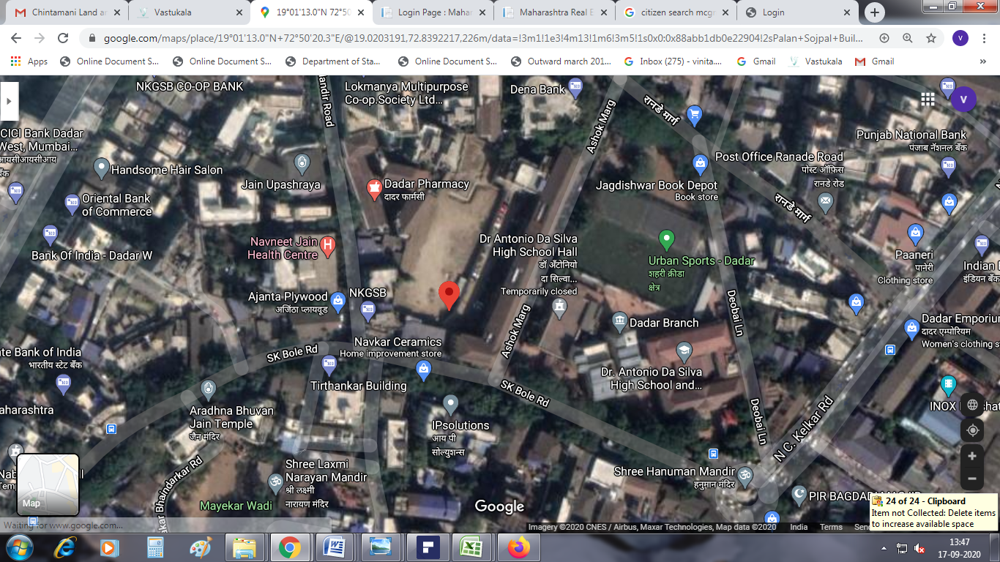 Chintamani Land ar
Vastukala
19°01'13.0"N 72°50
Login Page : Mahar
Maharashtra Real E
citizen search mcgr
Login
google.com/maps/place/19°01'13.0"N+72°50'20.3"E/@19.0203191,72.8392217,226m/data=!3m1!1e3!4m13!1m6!3m5!1s0x0:0x88abb1db0e22904!2sPalan+Sojpal+Buil...
V
Apps
Online Document S...
Online Document S...
Department of Sta...
Online Document S...
Outward march 201...
Inbox (275) - vinita....
Gmail
Vastukala
Gmail
»
NKGSB CO-OP BANK
Mandir Road
Lokmanya Multipurpose
Co-op.Society Ltd...
Dena Bank
Ashok Marg
रानडे मार्ग
V
ICICI Bank Dadar
West, Mumbai...
आयसीआयसीआय
बँक
Handsome Hair Salon
Jain Upashraya
Dadar Pharmacy
दादर फार्मसी
Jagdishwar Book Depot
Book store
Post Office Ranade Road
पोस्ट ऑफिस
रानडे रोड
Punjab National Bank
पंजाब नॅशनल बँक
Oriental Bank
of Commerce
रानडे मार्ग
Bank Of India - Dadar W
Navneet Jain
Health Centre
H
Dr Antonio Da Silva
High School Hall
डॉ अँटोनियो
दा सिल्वा...
Temporarily closed
Urban Sports - Dadar
शहरी क्रीडा
क्षेत्र
Paaneri
पानेरी
Clothing store
Indian
इंडियन बँक
Ajanta Plywood
अजिंठा प्लायवूड
NKGSB
Deobai Ln
Ashok Marg
Dadar Branch
Dadar Emporium
दादर एम्पोरियम
Women's clothing s
ate Bank of India
भारतीय स्टेट बँक
SK Bole Rd
Navkar Ceramics
Home improvement store
Tirthankar Building
Dr. Antonio Da Silva
High School and...
SK Bole Rd
aharashtra
Aradhna Bhuvan
Jain Temple
जैन मंदिर
IPsolutions
आय पी
सोल्युशन्स
Deobai Ln
N C. Kelkar Rd
INOX
Shree Laxmi
Narayan Mandir
श्री लक्ष्मी
नारायण मंदिर
Shree Hanuman Mandir
हनुमान मंदिर
kar Bhandarkar Rd
Mayekar Wadi
PIR BAGDAD
Map
Google
24 of 24 - Clipboard
Item not Collected: Delete items
to increase available space
Waiting for www.google.com...
Imagery ©2020 CNES / Airbus, Maxar Technologies, Map data ©2020
India
Terms
Sen
13:47
17-09-2020